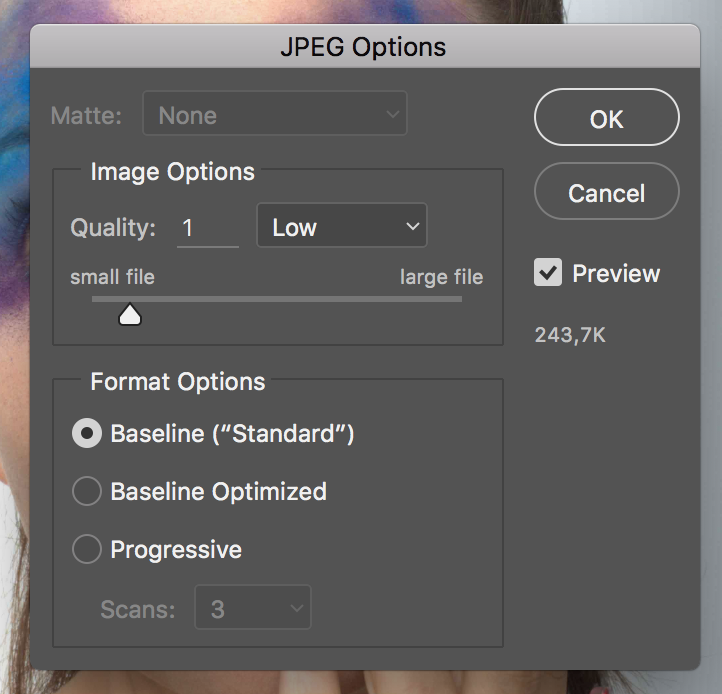 JPEG Options
Matte: None
OK
Image Options
Cancel
Quality: 1 Low
small file large file
Preview
243,7K
Format Options
Baseline (“Standard”)
Baseline Optimized
Progressive
Scans: 3